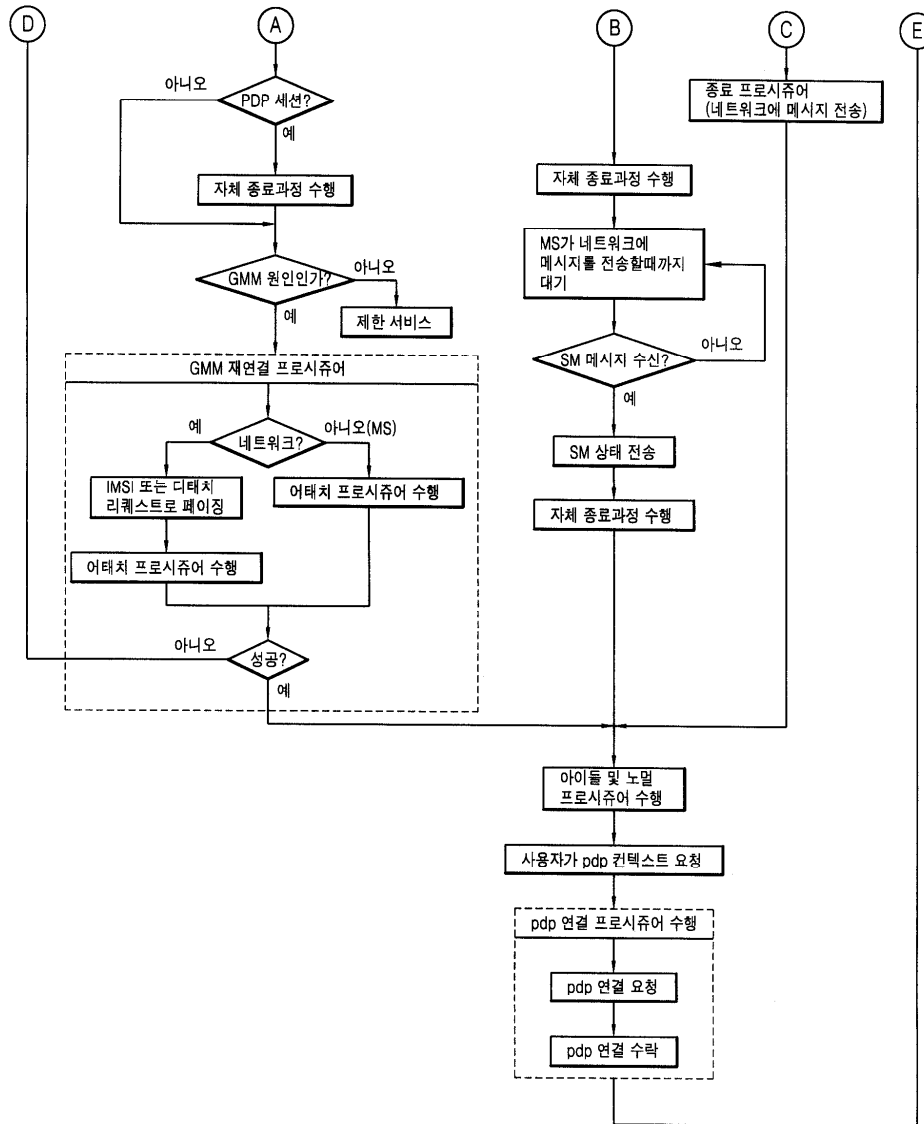 D
A
B
C
E
아니오
PDP 세션?
예
자체 종료과정 수행
GMM 원인인가?
아니오
예
제한 서비스
GMM 재연결 프로시쥬어
예
네트워크?
아니오(MS)
IMSI 또는 디태치
리퀘스트로 페이징
어태치 프로시쥬어 수행
어태치 프로시쥬어 수행
아니오
성공?
예
자체 종료과정 수행
MS가 네트워크에
메시지를 전송할때까지
대기
SM 메시지 수신?
아니오
예
SM 상태 전송
자체 종료과정 수행
종료 프로시쥬어
(네트워크에 메시지 전송)
아이들 및 노멀
프로시쥬어 수행
사용자가 pdp 컨텍스트 요청
pdp 연결 프로시쥬어 수행
pdp 연결 요청
pdp 연결 수락